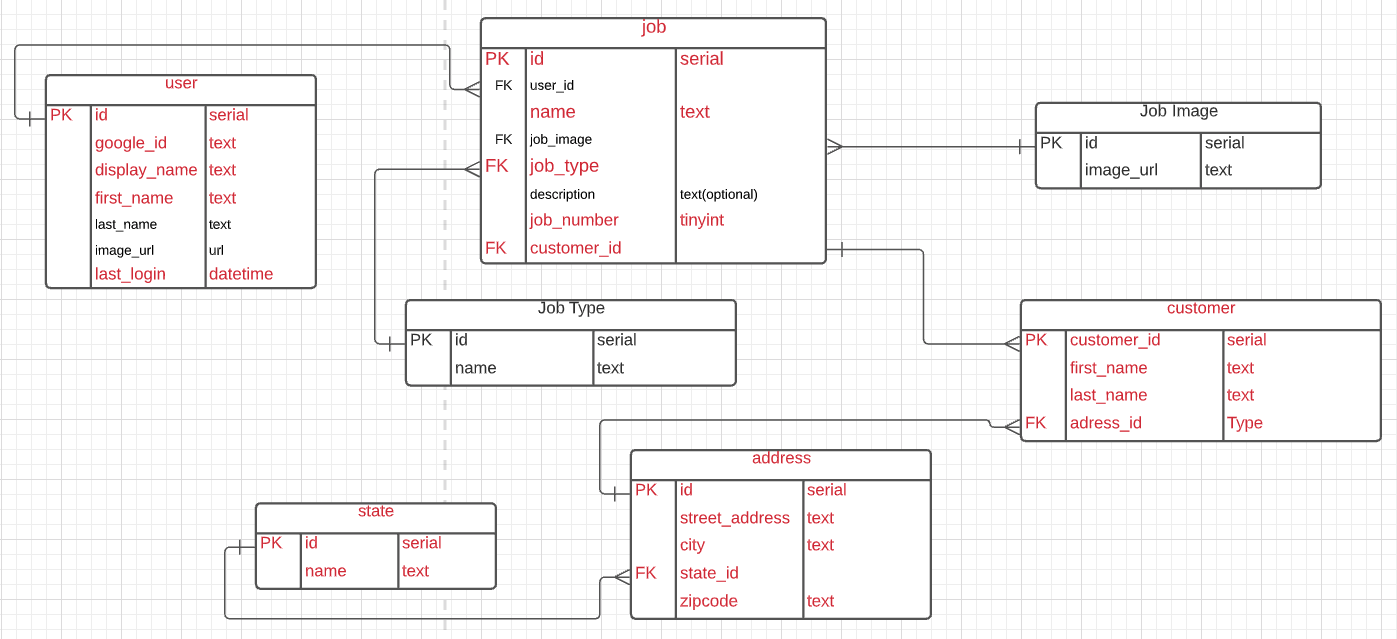 job
PK id serial
FK user_id
name text
FK job_image
FK job_type
description text(optional)
job_number tinyint
FK customer_id
user
PK id serial
google_id text
display_name text
first_name text
last_name text
image_url url
last_login datetime
Job Image
PK id serial
image_url text
Job Type
PK id serial
name text
customer
PK customer_id serial
first_name text
last_name text
FK adress_id Type
address
PK id serial
street_address text
city text
FK state_id
zipcode text
state
PK id serial
name text